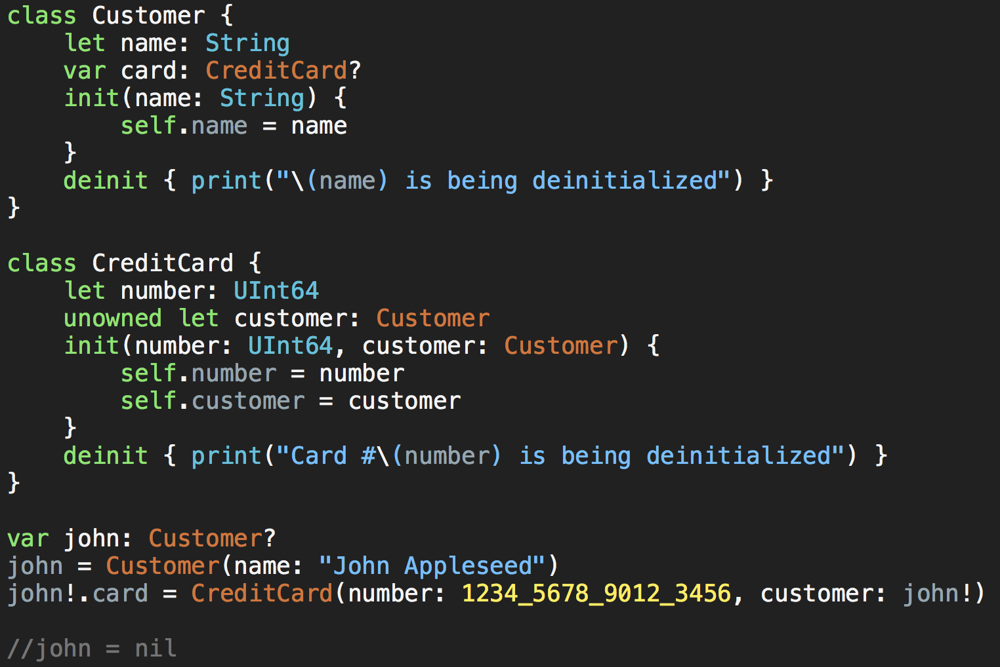 class Customer {
    let name: String
    var card: CreditCard?
    init(name: String) {
        self.name = name
    }
    deinit { print("\(name) is being deinitialized") }
}

class CreditCard {
    let number: UInt64
    unowned let customer: Customer
    init(number: UInt64, customer: Customer) {
        self.number = number
        self.customer = customer
    }
    deinit { print("Card #\(number) is being deinitialized") }
}

var john: Customer?
john = Customer(name: "John Appleseed")
john!.card = CreditCard(number: 1234_5678_9012_3456, customer: john!)

//john = nil